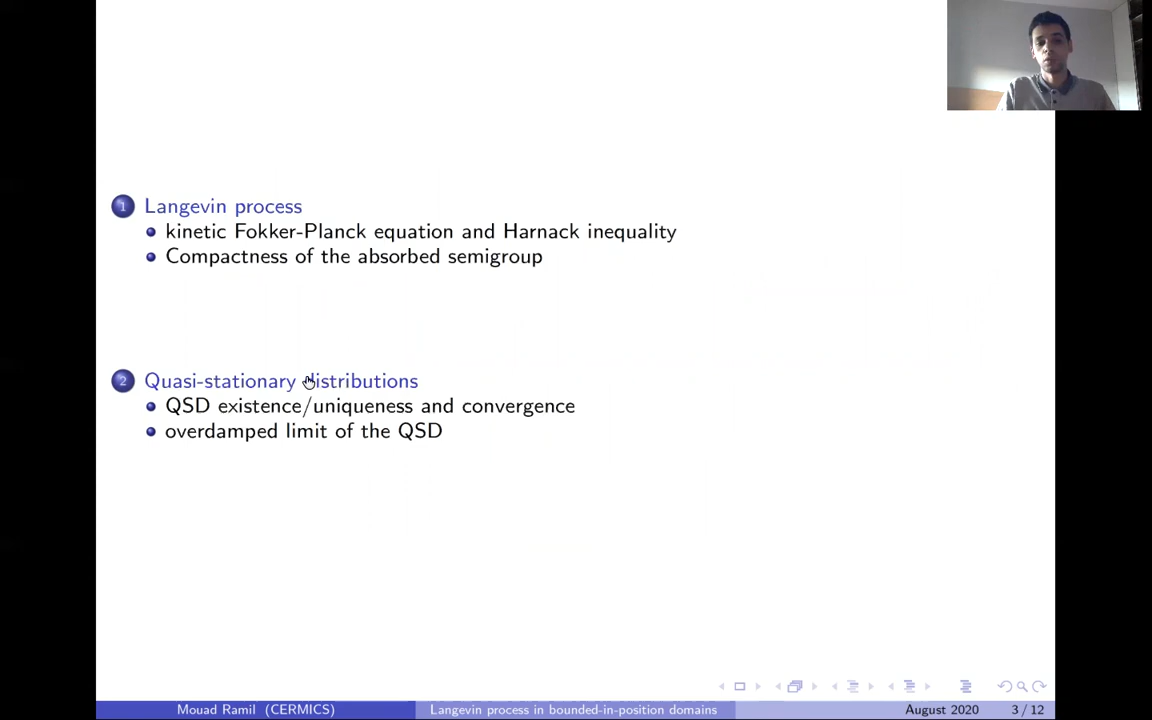 1 Langevin process
kinetic Fokker-Planck equation and Harnack inequality
Compactness of the absorbed semigroup
2 Quasi-stationary distributions
QSD existence/uniqueness and convergence
overdamped limit of the QSD
Mouad Ramil (CERMICS) Langevin process in bounded-in-position domains August 2020 3 / 12